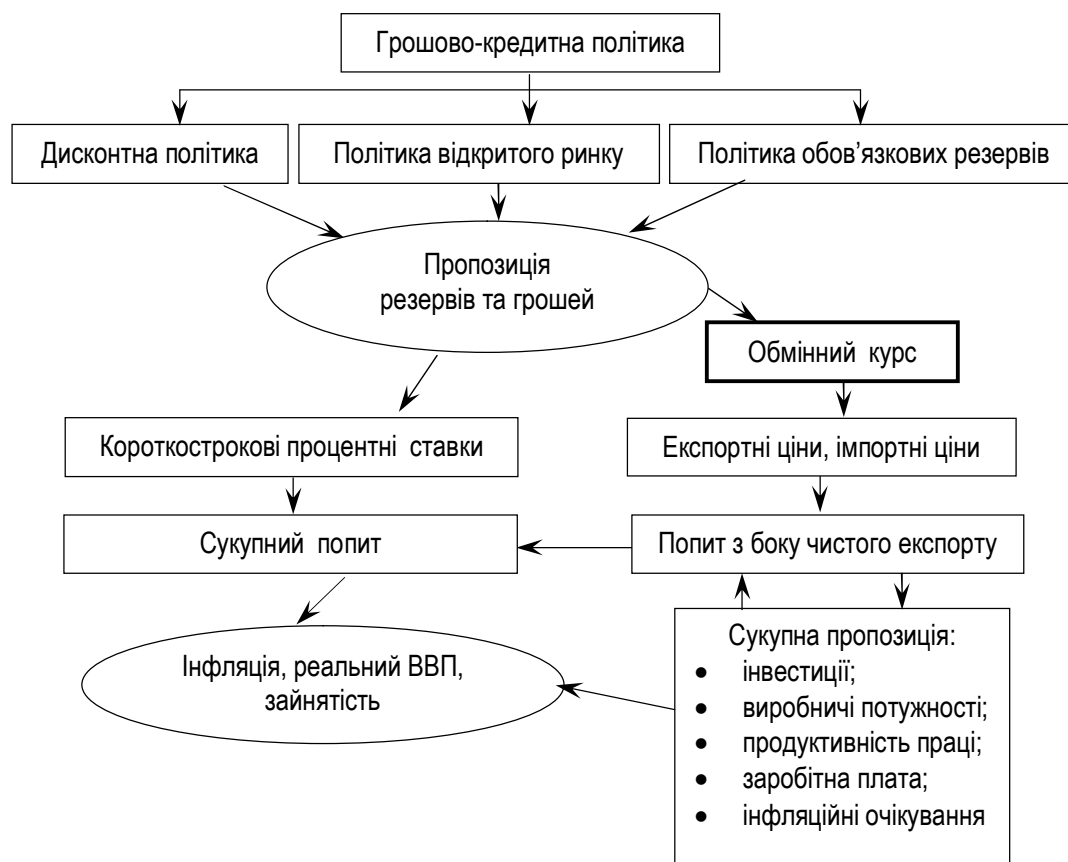 Грошово-кредитна політика
Дисконтна політика
Політика відкритого ринку
Політика обов’язкових резервів
Пропозиція
резервів та грошей
Обмінний курс
Короткострокові процентні ставки
Експортні ціни, імпортні ціни
Сукупний попит
Попит з боку чистого експорту
Інфляція, реальний ВВП,
зайнятість
Сукупна пропозиція:
• інвестиції;
• виробничі потужності;
• продуктивність праці;
• заробітна плата;
• інфляційні очікування